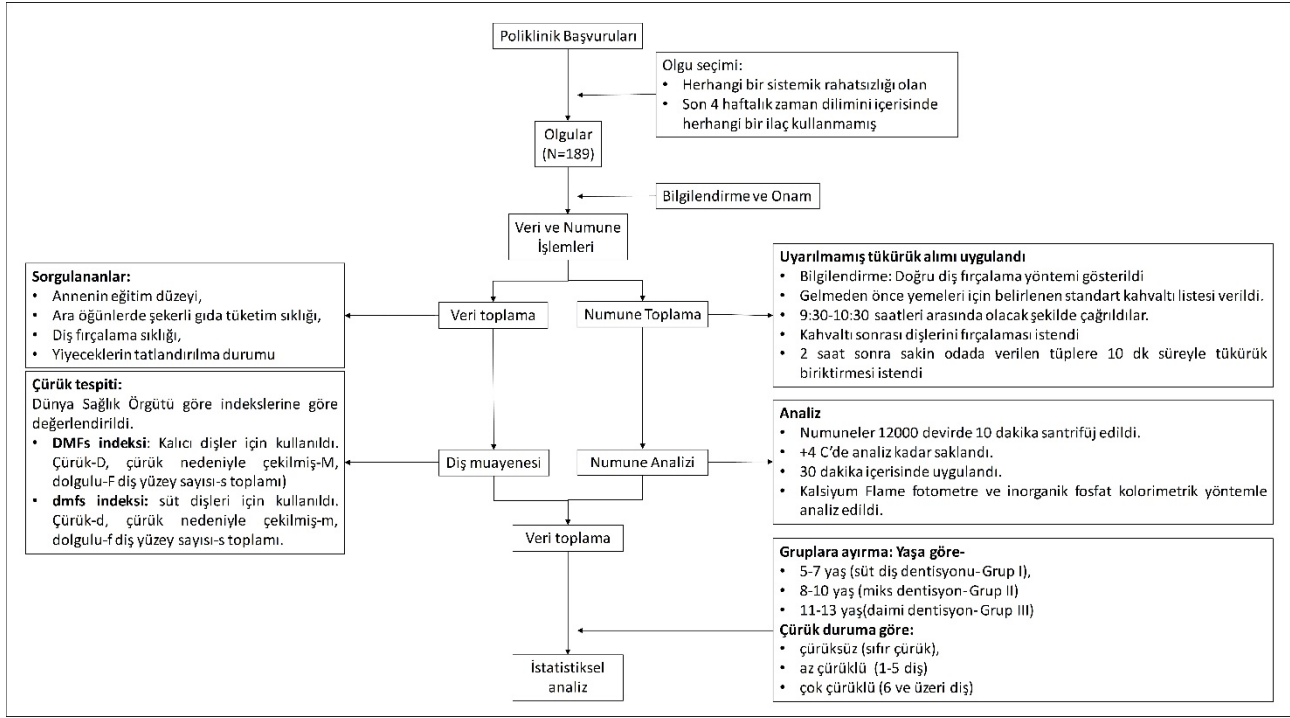 Poliklinik Başvuruları
Olgu seçimi:
• Herhangi bir sistemik rahatsızlığı olan
• Son 4 haftalık zaman dilimini içerisinde
herhangi bir ilaç kullanmamış
Olgular
(N=189)
Bilgilendirme ve Onam
Veri ve Numune
İşlemleri
Sorgulananlar:
• Annenin eğitim düzeyi,
• Ara öğünlerde şekerli gıda tüketim sıklığı,
• Diş fırçalama sıklığı,
• Yiyeceklerin tatlandırılma durumu
Veri toplama
Numune Toplama
Uyarılmamış tükürük alımı uygulandı
• Bilgilendirme: Doğru diş fırçalama yöntemi gösterildi
• Gelmeden önce yemeleri için belirlenen standart kahvaltı listesi verildi.
• 9:30-10:30 saatleri arasında olacak şekilde çağrıldılar.
• Kahvaltı sonrası dişlerini fırçalaması istendi
• 2 saat sonra sakin odada verilen tüplere 10 dk süreyle tükürük
biriktirmesi istendi
Çürük tespiti:
Dünya Sağlık Örgütü göre indekslerine göre
değerlendirildi.
• DMFs indeksi: Kalıcı dişler için kullanıldı.
Çürük-D, çürük nedeniyle çekilmiş-M,
dolgulu-F diş yüzey sayısı-s toplamı)
• dmfs indeksi: süt dişleri için kullanıldı.
Çürük-d, çürük nedeniyle çekilmiş-m,
dolgulu-f diş yüzey sayısı-s toplamı.
Diş muayenesi
Numune Analizi
Analiz
• Numuneler 12000 devirde 10 dakika santrifüj edildi.
• +4 C’de analiz kadar saklandı.
• 30 dakika içerisinde uygulandı.
• Kalsiyum Flame fotometre ve inorganik fosfat kolorimetrik yöntemle
analiz edildi.
Veri toplama
Gruplara ayırma: Yaşa göre-
• 5-7 yaş (süt diş dentisyonu- Grup I),
• 8-10 yaş (miks dentisyon- Grup II)
• 11-13 yaş(daimi dentisyon- Grup III)
Çürük duruma göre:
• çürüksüz (sıfır çürük),
• az çürüklü (1-5 diş)
• çok çürüklü (6 ve üzeri diş)
İstatistiksel
analiz